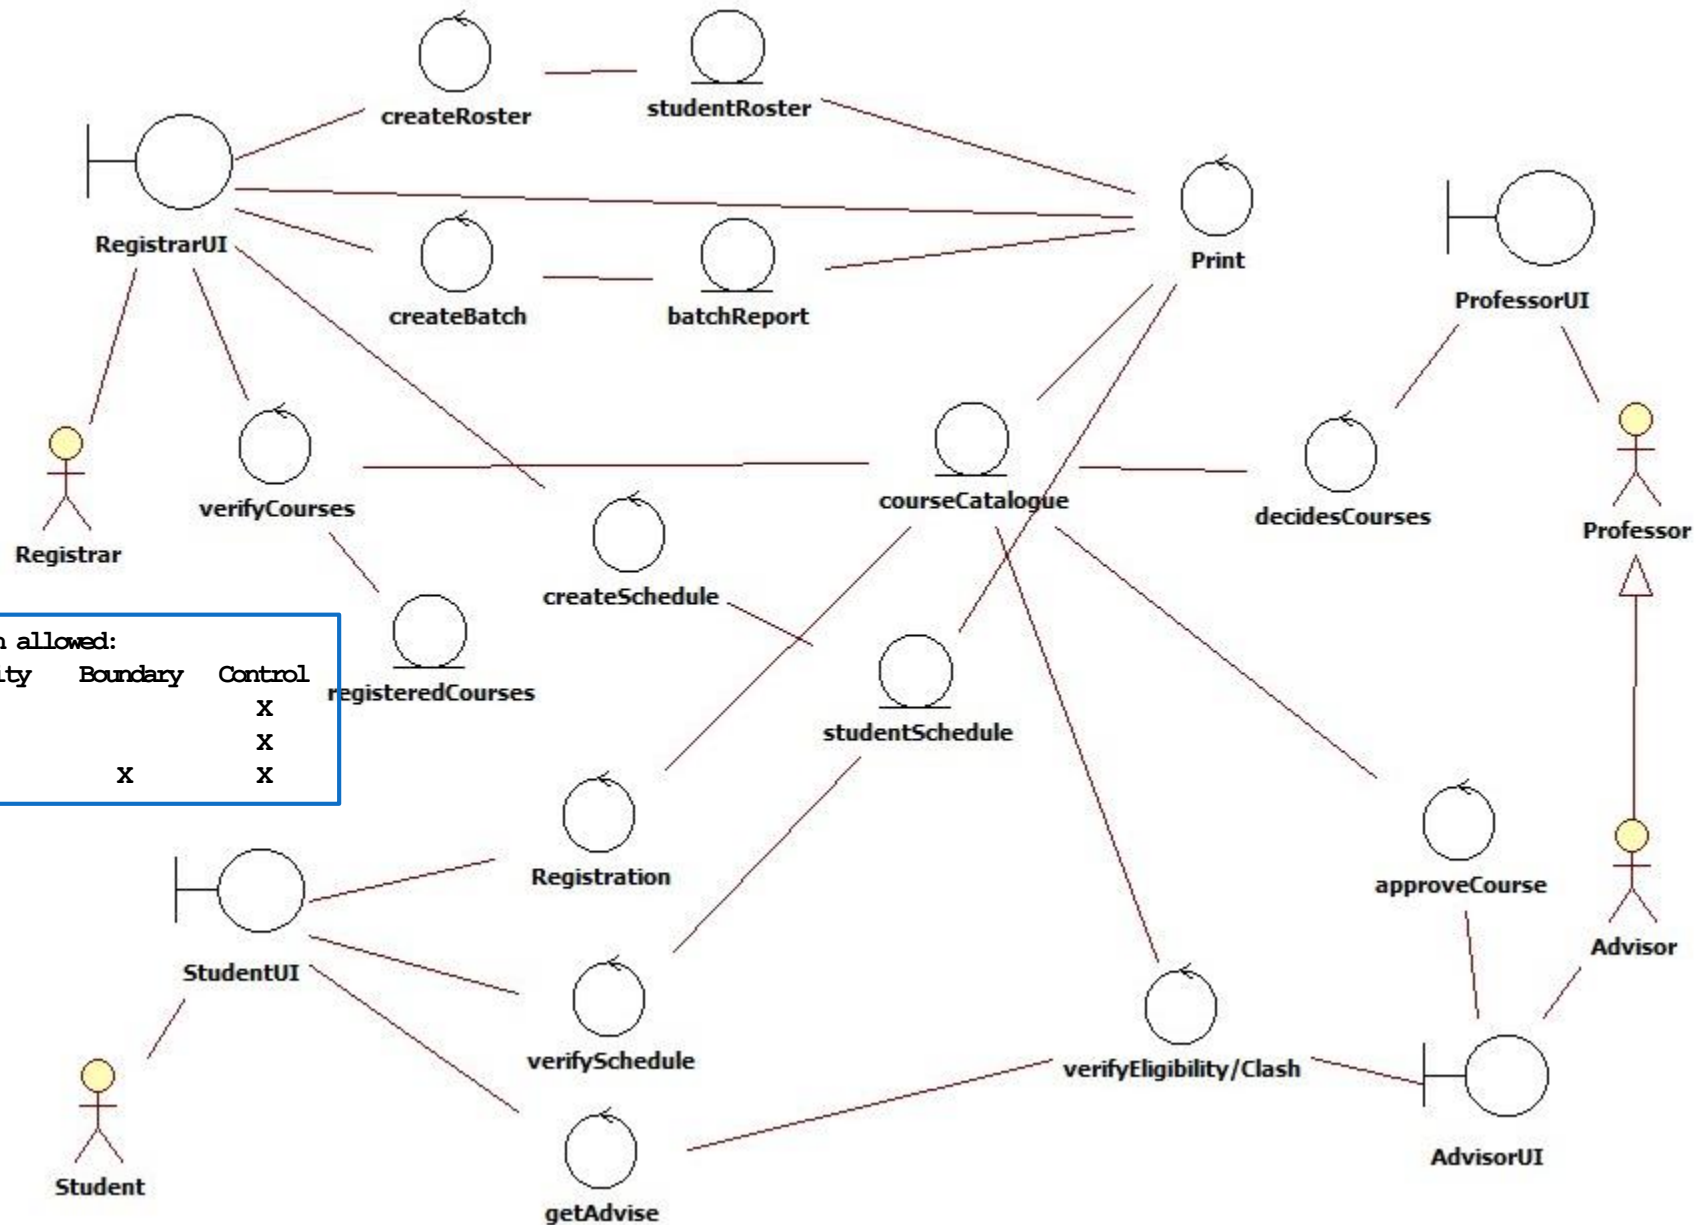 createRoster
studentRoster
RegistrarUI
Print
createBatch
batchReport
ProfessorUI
Registrar
verifyCourses
courseCatalogue
decidesCourses
Professor
createSchedule
allowed:
Boundary Control
X
X
X X
registeredCourses
studentSchedule
Registration
approveCourse
StudentUI
Advisor
verifySchedule
verifyEligibility/Clash
AdvisorUI
Student
getAdvise